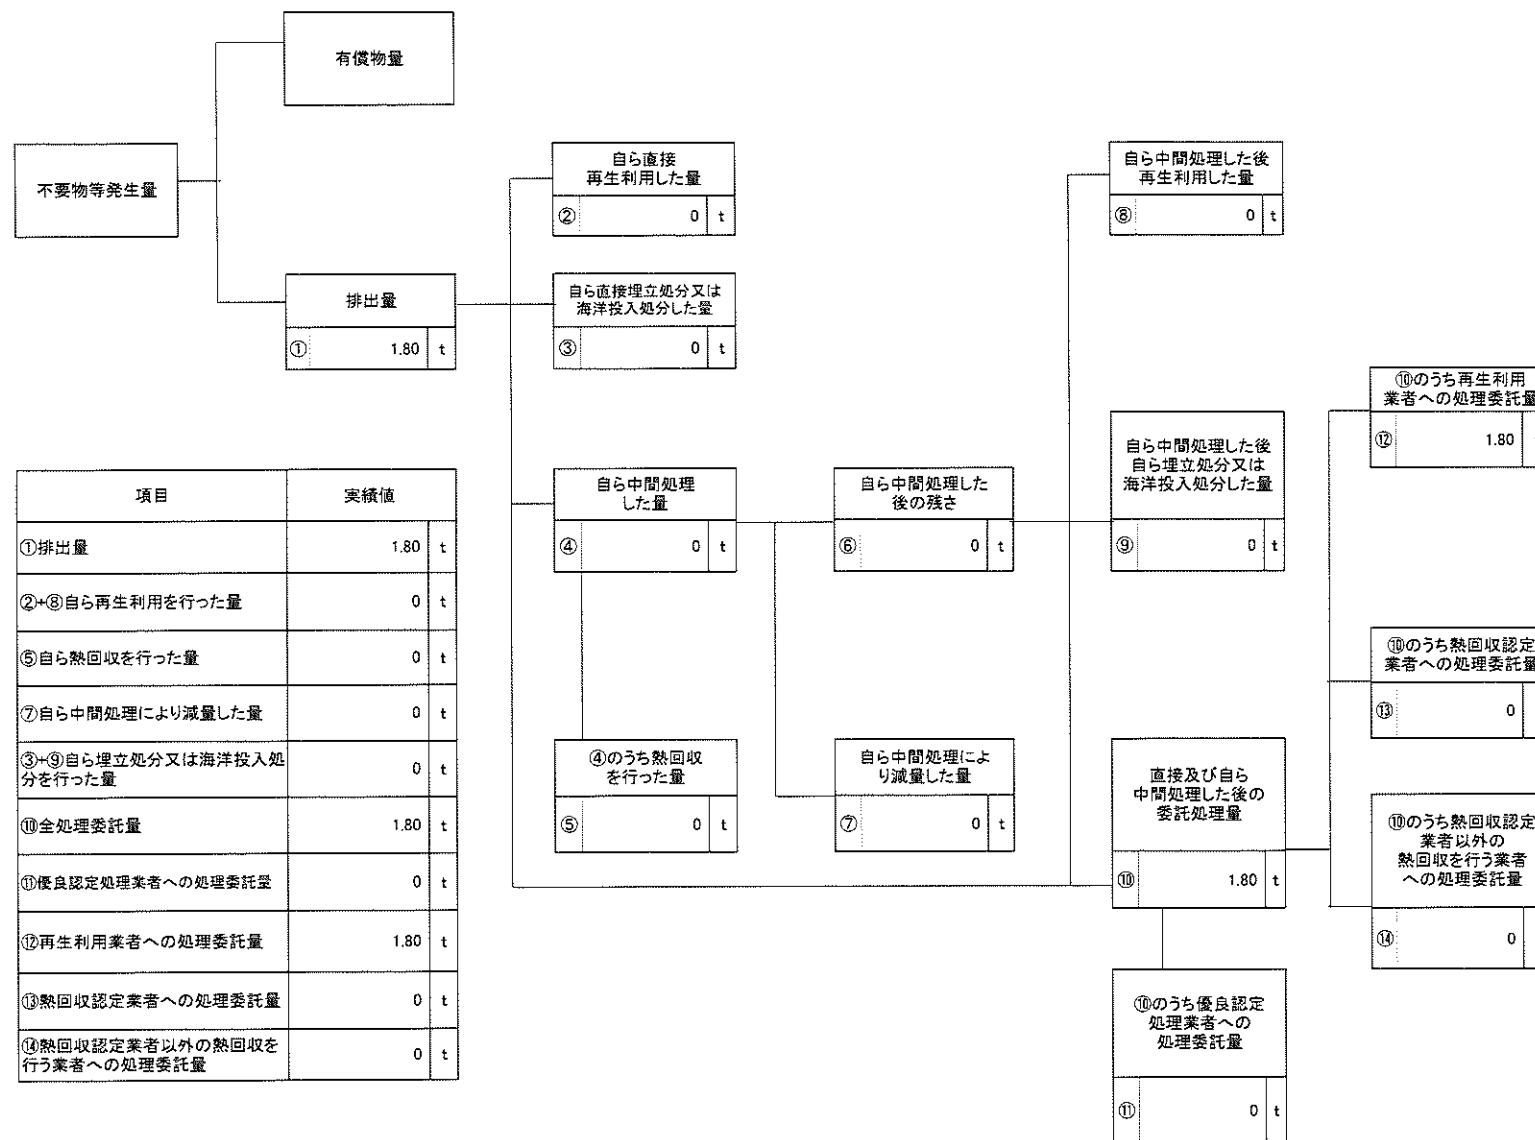 有償物量
不要物等発生量
排出量
① 1.80 t
自ら直接
再生利用した量
② 0 t
自ら直接埋立処分又は
海洋投入処分した量
③ 0 t
自ら中間処理
した量
④ 0 t
④のうち熱回収
を行った量
⑤ 0 t
自ら中間処理した
後の残さ
⑥ 0 t
自ら中間処理によ
り減量した量
⑦ 0 t
自ら中間処理した後
再生利用した量
⑧ 0 t
自ら中間処理した後
自ら埋立処分又は
海洋投入処分した量
⑨ 0 t
直接及び自ら
中間処理した後の
委託処理量
⑩ 1.80 t
⑩のうち優良認定
処理業者への
処理委託量
⑪ 0 t
⑩のうち再生利用
業者への処理委託量
⑫ 1.80
⑩のうち熱回収認定
業者への処理委託量
⑬ 0
⑩のうち熱回収認定
業者以外の
熱回収を行う業者
への処理委託量
⑭ 0
項目 実績値
①排出量 1.80 t
②+⑧自ら再生利用を行った量 0 t
⑤自ら熱回収を行った量 0 t
⑦自ら中間処理により減量した量 0 t
③+⑨自ら埋立処分又は海洋投入処
分を行った量 0 t
⑩全処理委託量 1.80 t
⑪優良認定処理業者への処理委託量 0 t
⑫再生利用業者への処理委託量 1.80 t
⑬熱回収認定業者への処理委託量 0 t
⑭熱回収認定業者以外の熱回収を
行う業者への処理委託量 0 t